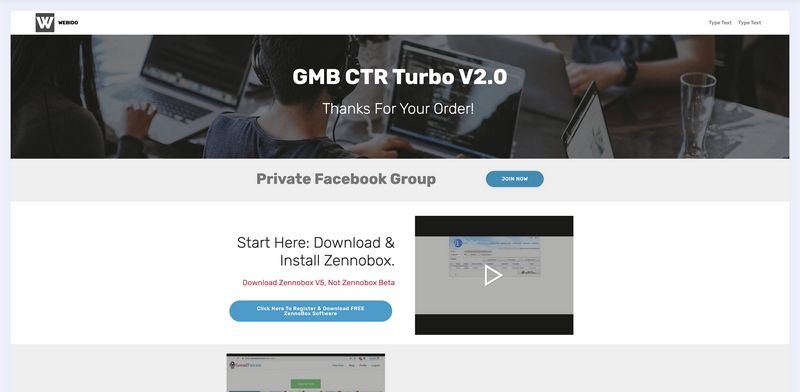 W WEBIDO
Type Text Type Text
GMB CTR Turbo V2.0
Thanks For Your Order!
Private Facebook Group
JOIN NOW
Start Here: Download &
Install Zennobox.
Download Zennobox V5, Not Zennobox Beta
Click Here To Register & Download FREE
ZennoBox Software